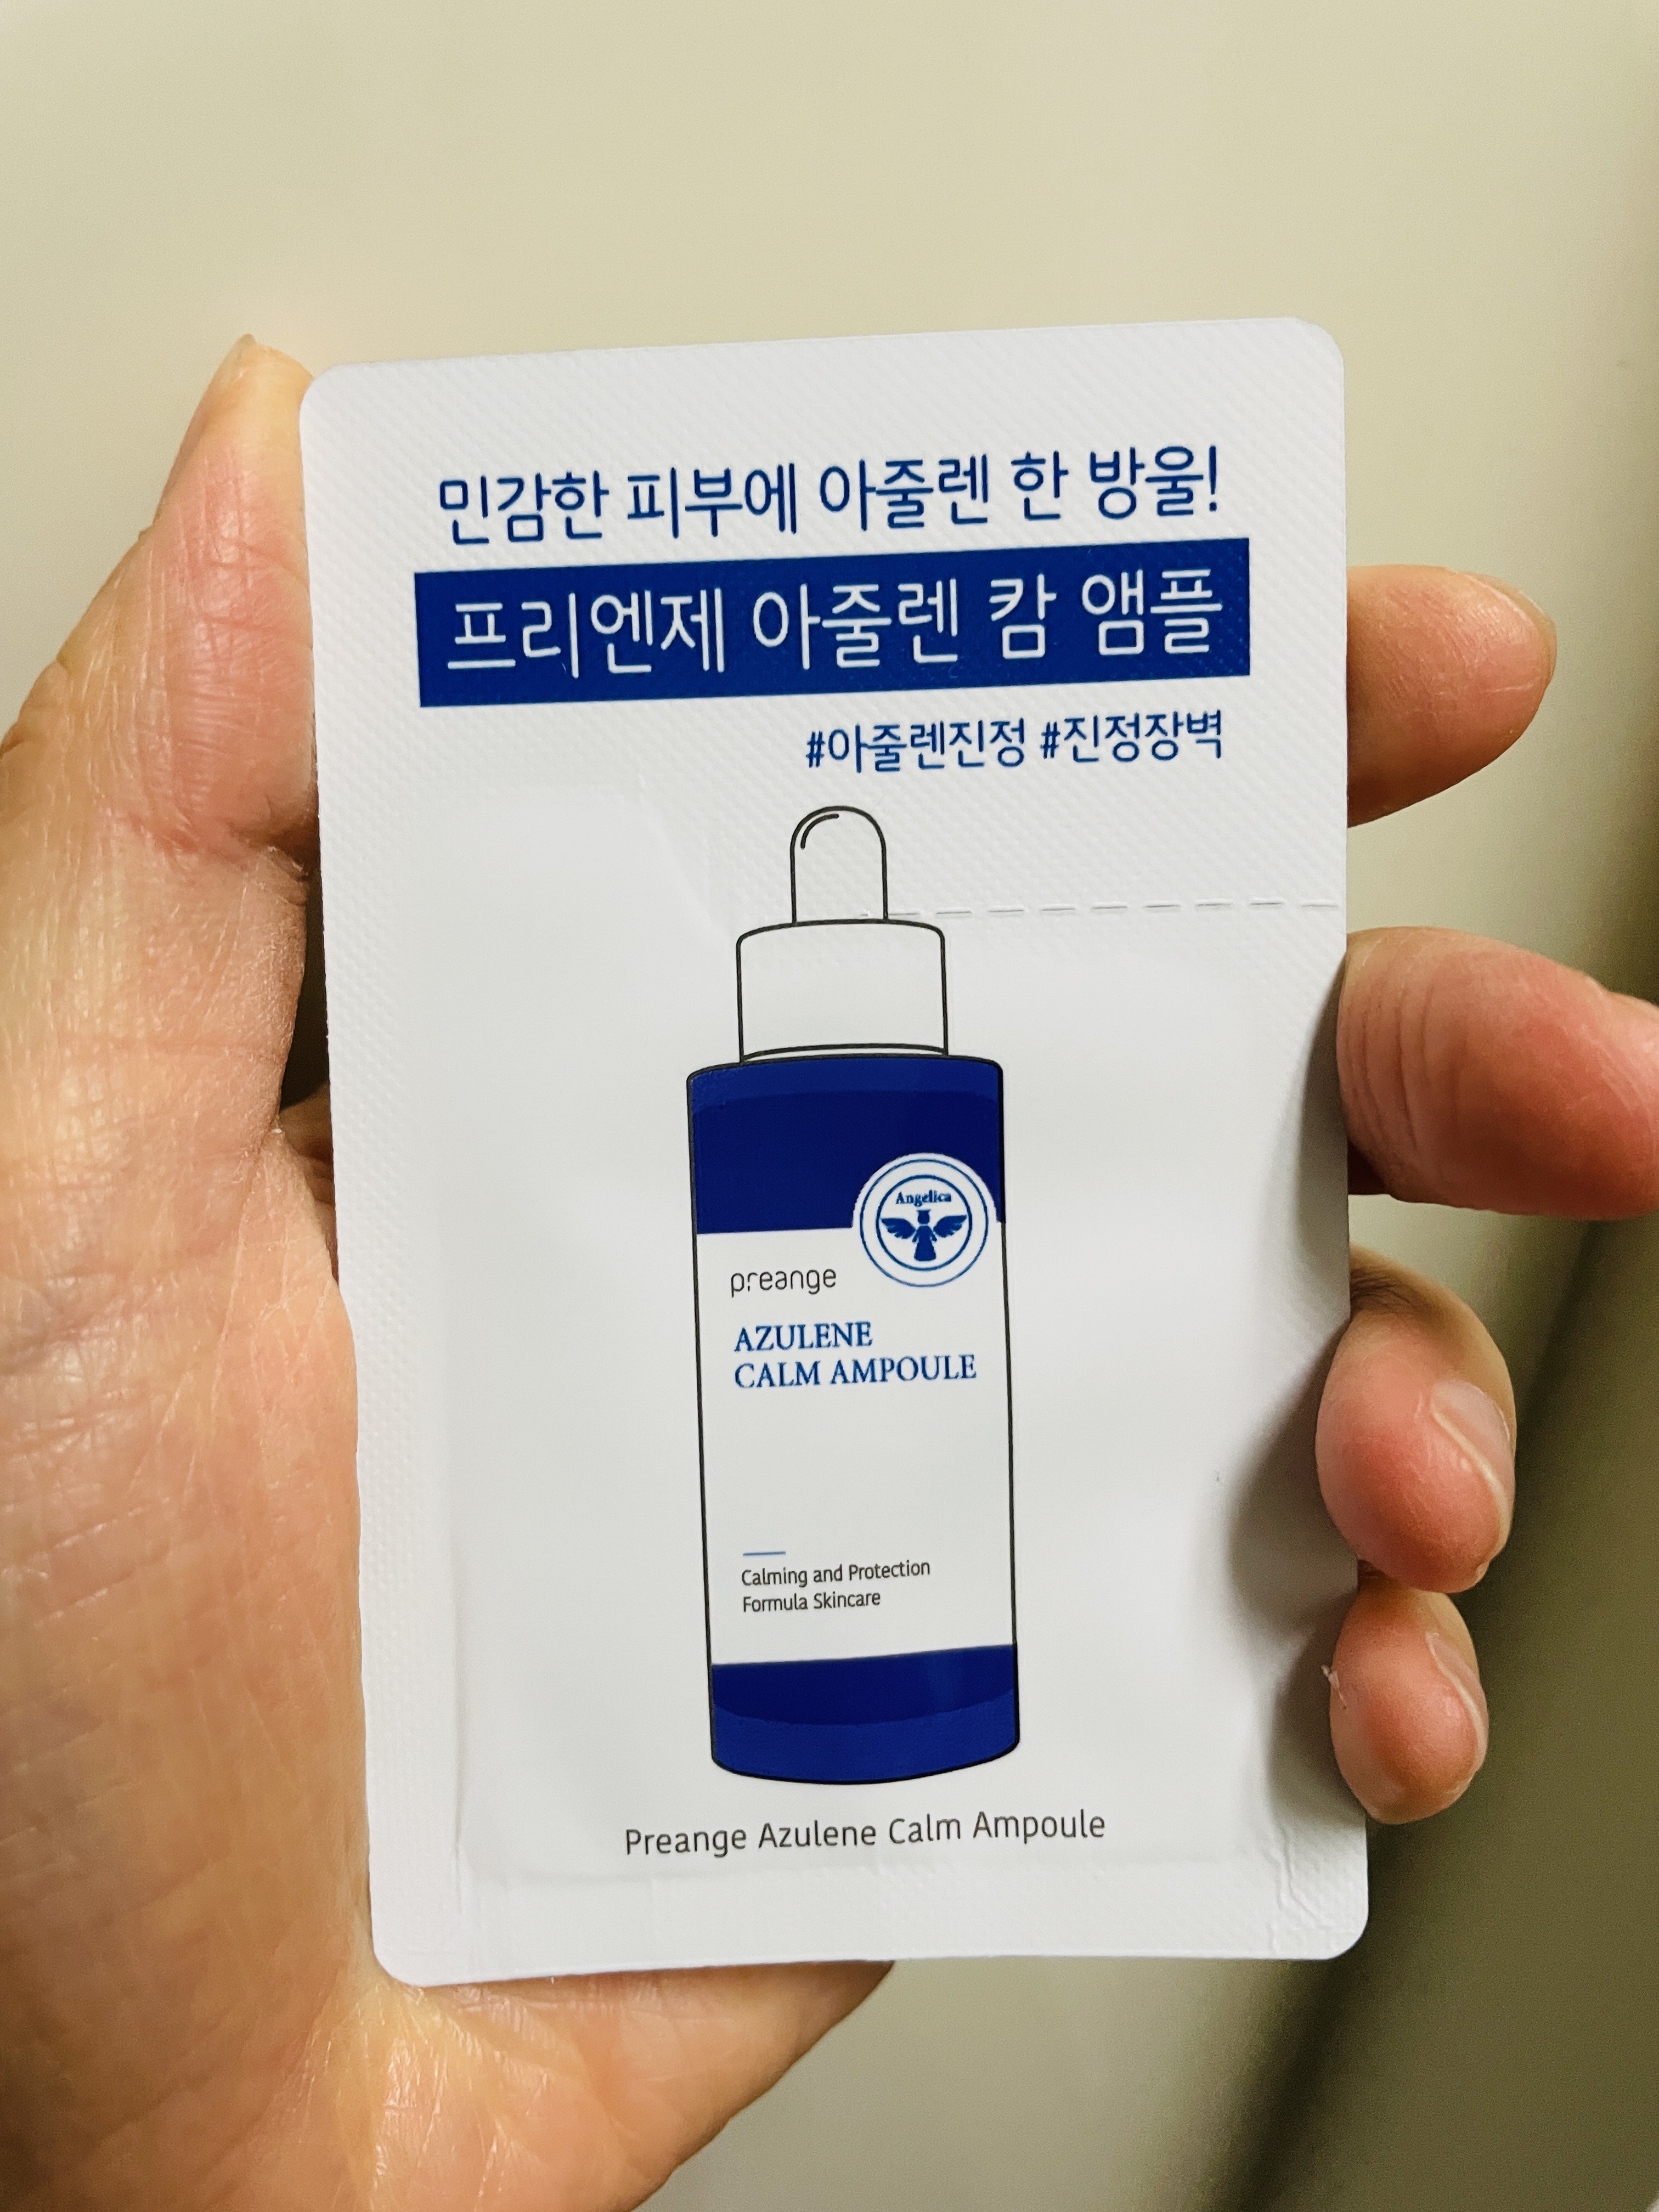 민감한 피부에 아줄렌 한 방울!
프리엔제 아줄렌 캄 앰플
#아줄렌진정 #진정장벽
Angelica
preange
AZULENE
CALM AMPOULE
Calming and Protection
Formula Skincare
Preange Azulene Calm Ampoule